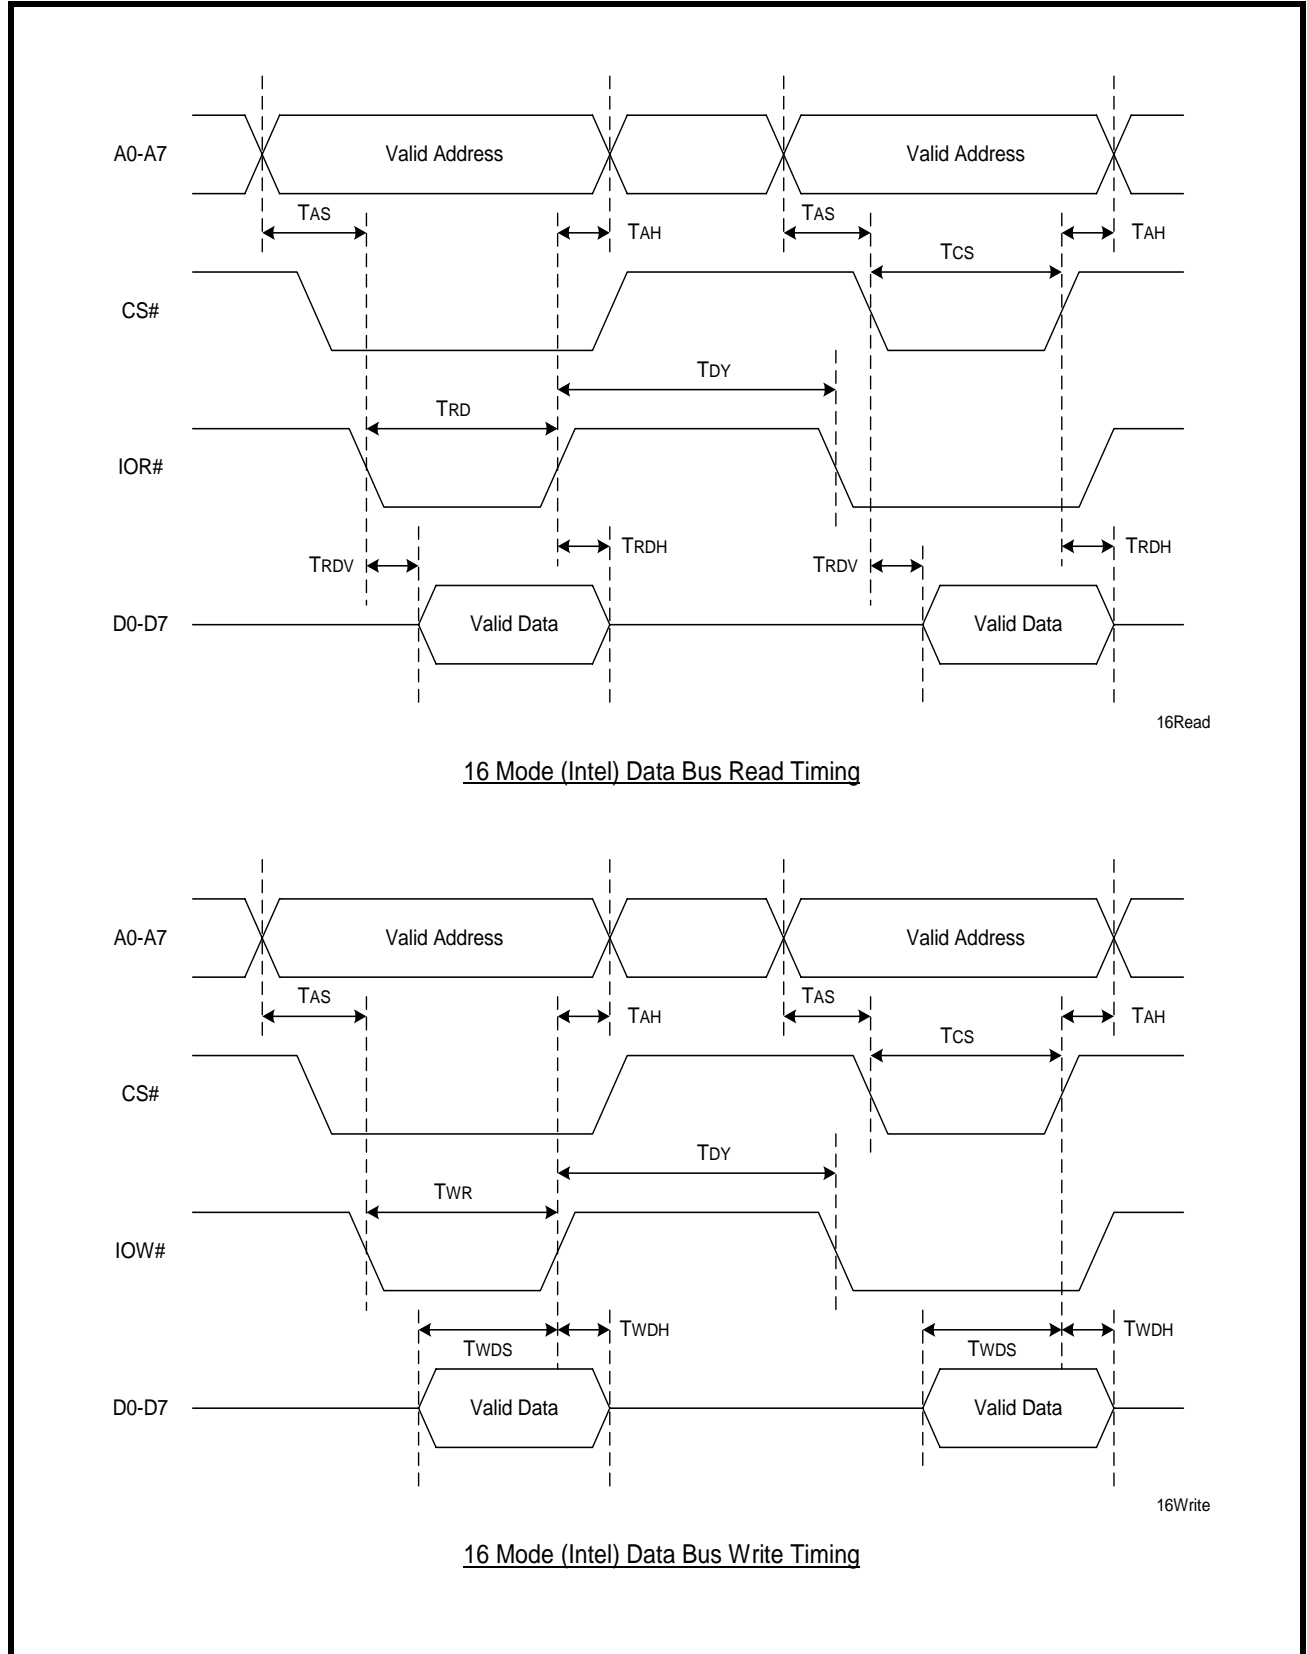 A0-A7 Valid Address Valid Address
TAS TAH TAS TAH
TCS
CS#
TDY
TRD
IOR#
TRDV TRDH TRDV TRDH
D0-D7 Valid Data Valid Data
16Read
16 Mode (Intel) Data Bus Read Timing
A0-A7 Valid Address Valid Address
TAS TAH TAS TAH
TCS
CS#
TDY
TWR
IOW#
TWDH TWDH
TWDS TWDS
D0-D7 Valid Data Valid Data
16Write
16 Mode (Intel) Data Bus Write Timing